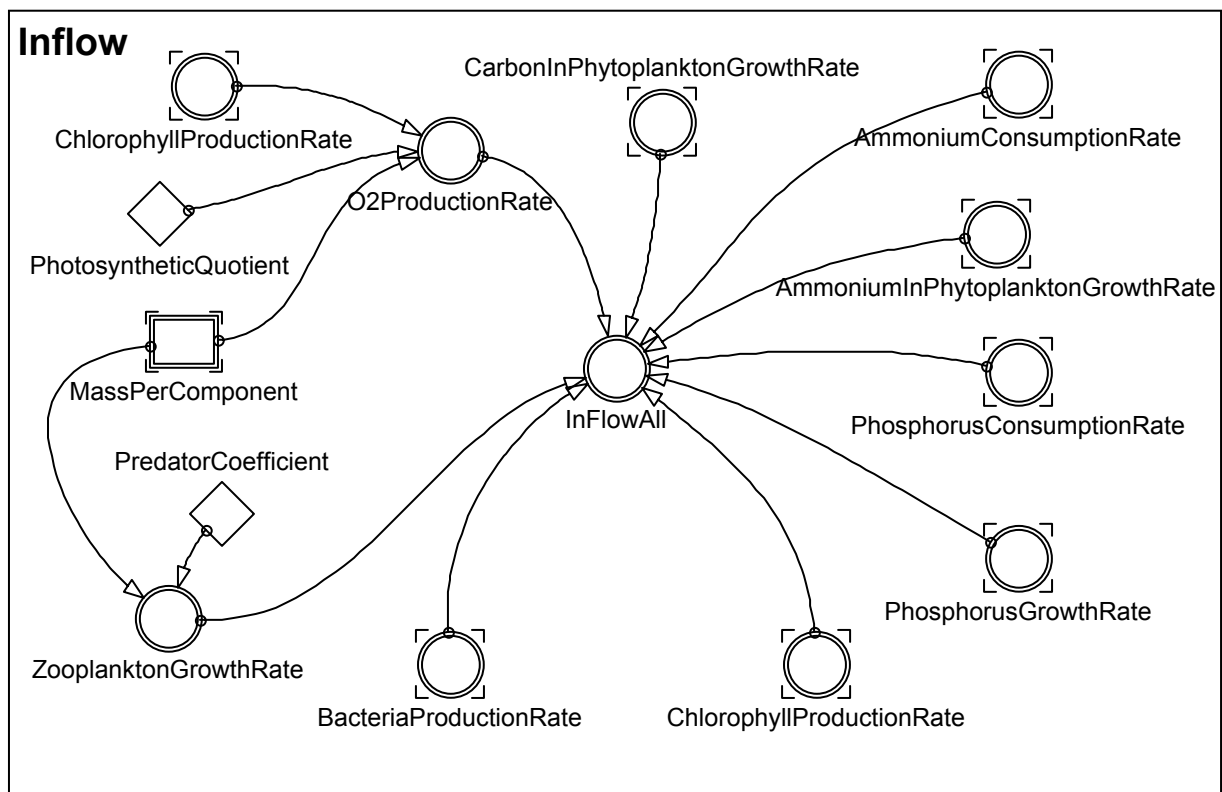 Inflow
CarbonInPhytoplanktonGrowthRate
ChlorophyllProductionRate
AmmoniumConsumptionRate
O2ProductionRate
PhotosyntheticQuotient
AmmoniumInPhytoplanktonGrowthRate
MassPerComponent
InFlowAll
PhosphorusConsumptionRate
PredatorCoefficient
PhosphorusGrowthRate
ZooplanktonGrowthRate
BacteriaProductionRate
ChlorophyllProductionRate